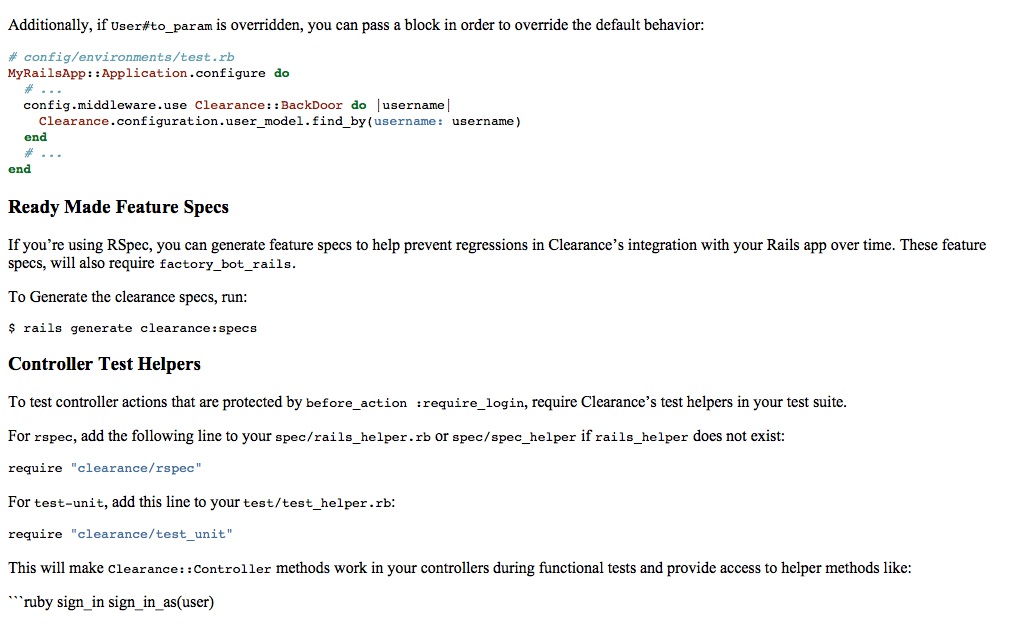 Additionally, if User#to_param is overridden, you can pass a block in order to override the default behavior:
# config/environments/test.rb
MyRailsApp::Application.configure do
  # ...
  config.middleware.use Clearance::BackDoor do |username|
    Clearance.configuration.user_model.find_by(username: username)
  end
  # ...
end
Ready Made Feature Specs
If you’re using RSpec, you can generate feature specs to help prevent regressions in Clearance’s integration with your Rails app over time. These feature
specs, will also require factory_bot_rails.
To Generate the clearance specs, run:
$ rails generate clearance:specs
Controller Test Helpers
To test controller actions that are protected by before_action :require_login, require Clearance’s test helpers in your test suite.
For rspec, add the following line to your spec/rails_helper.rb or spec/spec_helper if rails_helper does not exist:
require "clearance/rspec"
For test-unit, add this line to your test/test_helper.rb:
require "clearance/test_unit"
This will make Clearance::Controller methods work in your controllers during functional tests and provide access to helper methods like:
```ruby sign_in sign_in_as(user)